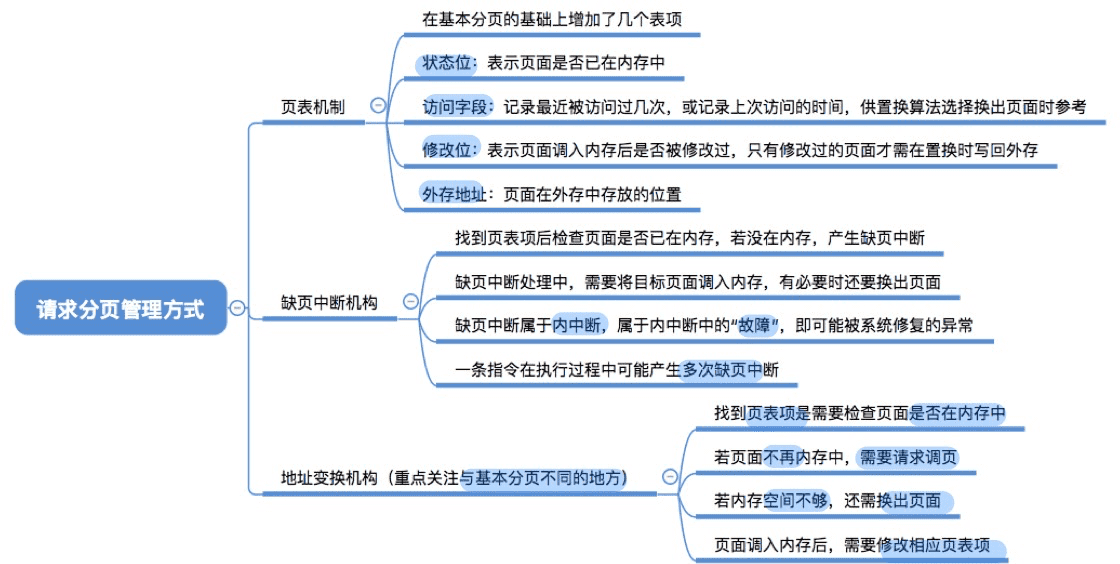 请求分页管理方式
页表机制
在基本分页的基础上增加了几个表项
状态位：表示页面是否已在内存中
访问字段：记录最近被访问过几次，或记录上次访问的时间，供置换算法选择换出页面时参考
修改位：表示页面调入内存后是否被修改过，只有修改过的页面才需在置换时写回外存
外存地址：页面在外存中存放的位置
缺页中断机构
找到页表项后检查页面是否已在内存，若没在内存，产生缺页中断
缺页中断处理中，需要将目标页面调入内存，有必要时还要换出页面
缺页中断属于内中断，属于内中断中的“故障”，即可能被系统修复的异常
一条指令在执行过程中可能产生多次缺页中断
地址变换机构（重点关注与基本分页不同的地方）
找到页表项是需要检查页面是否在内存中
若页面不再内存中，需要请求调页
若内存空间不够，还需换出页面
页面调入内存后，需要修改相应页表项